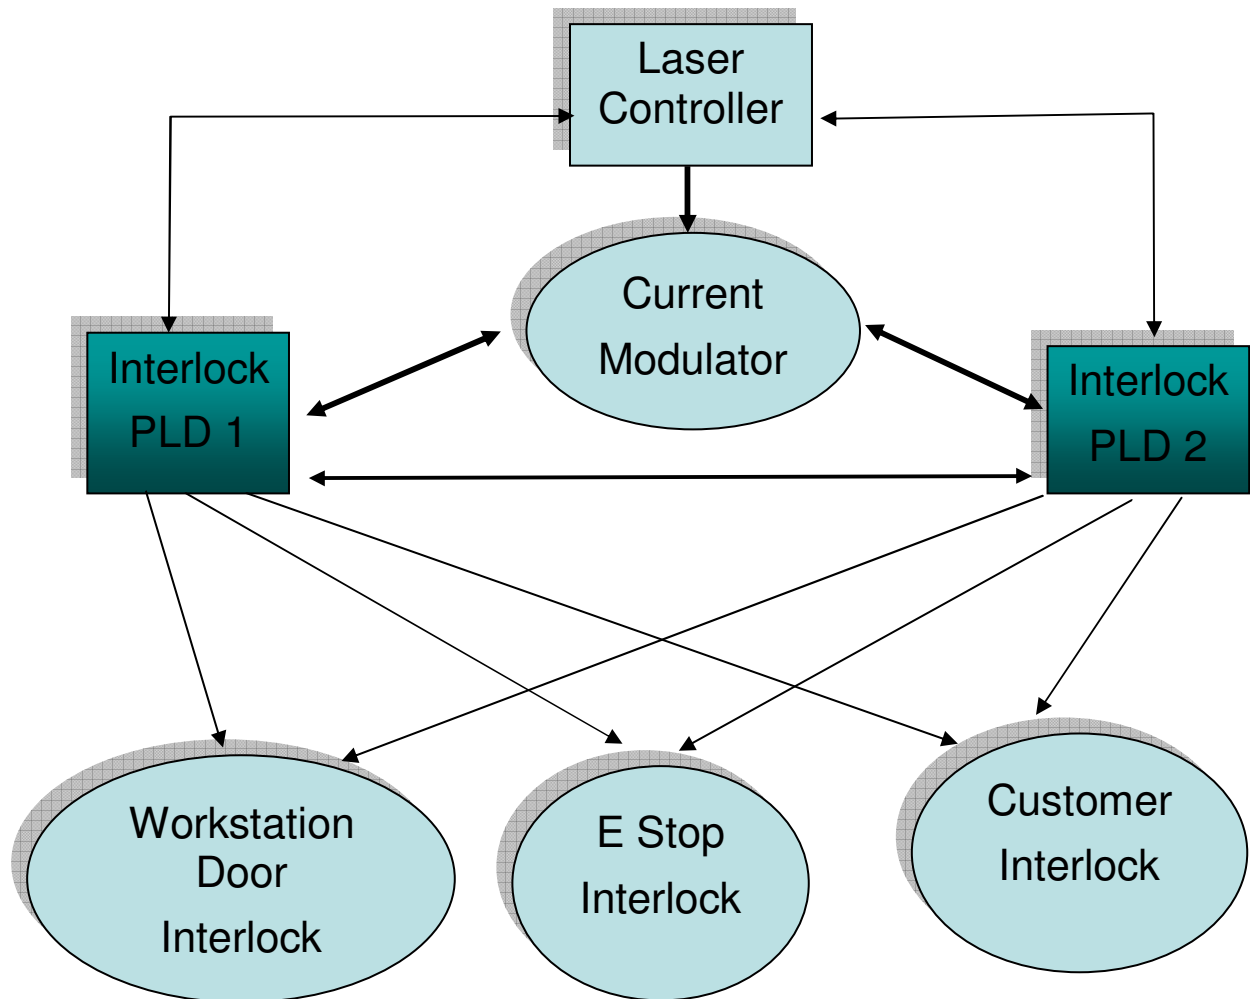 Laser
Controller
Current
Modulator
Interlock
PLD 1
Interlock
PLD 2
Workstation
Door
Interlock
E Stop
Interlock
Customer
Interlock